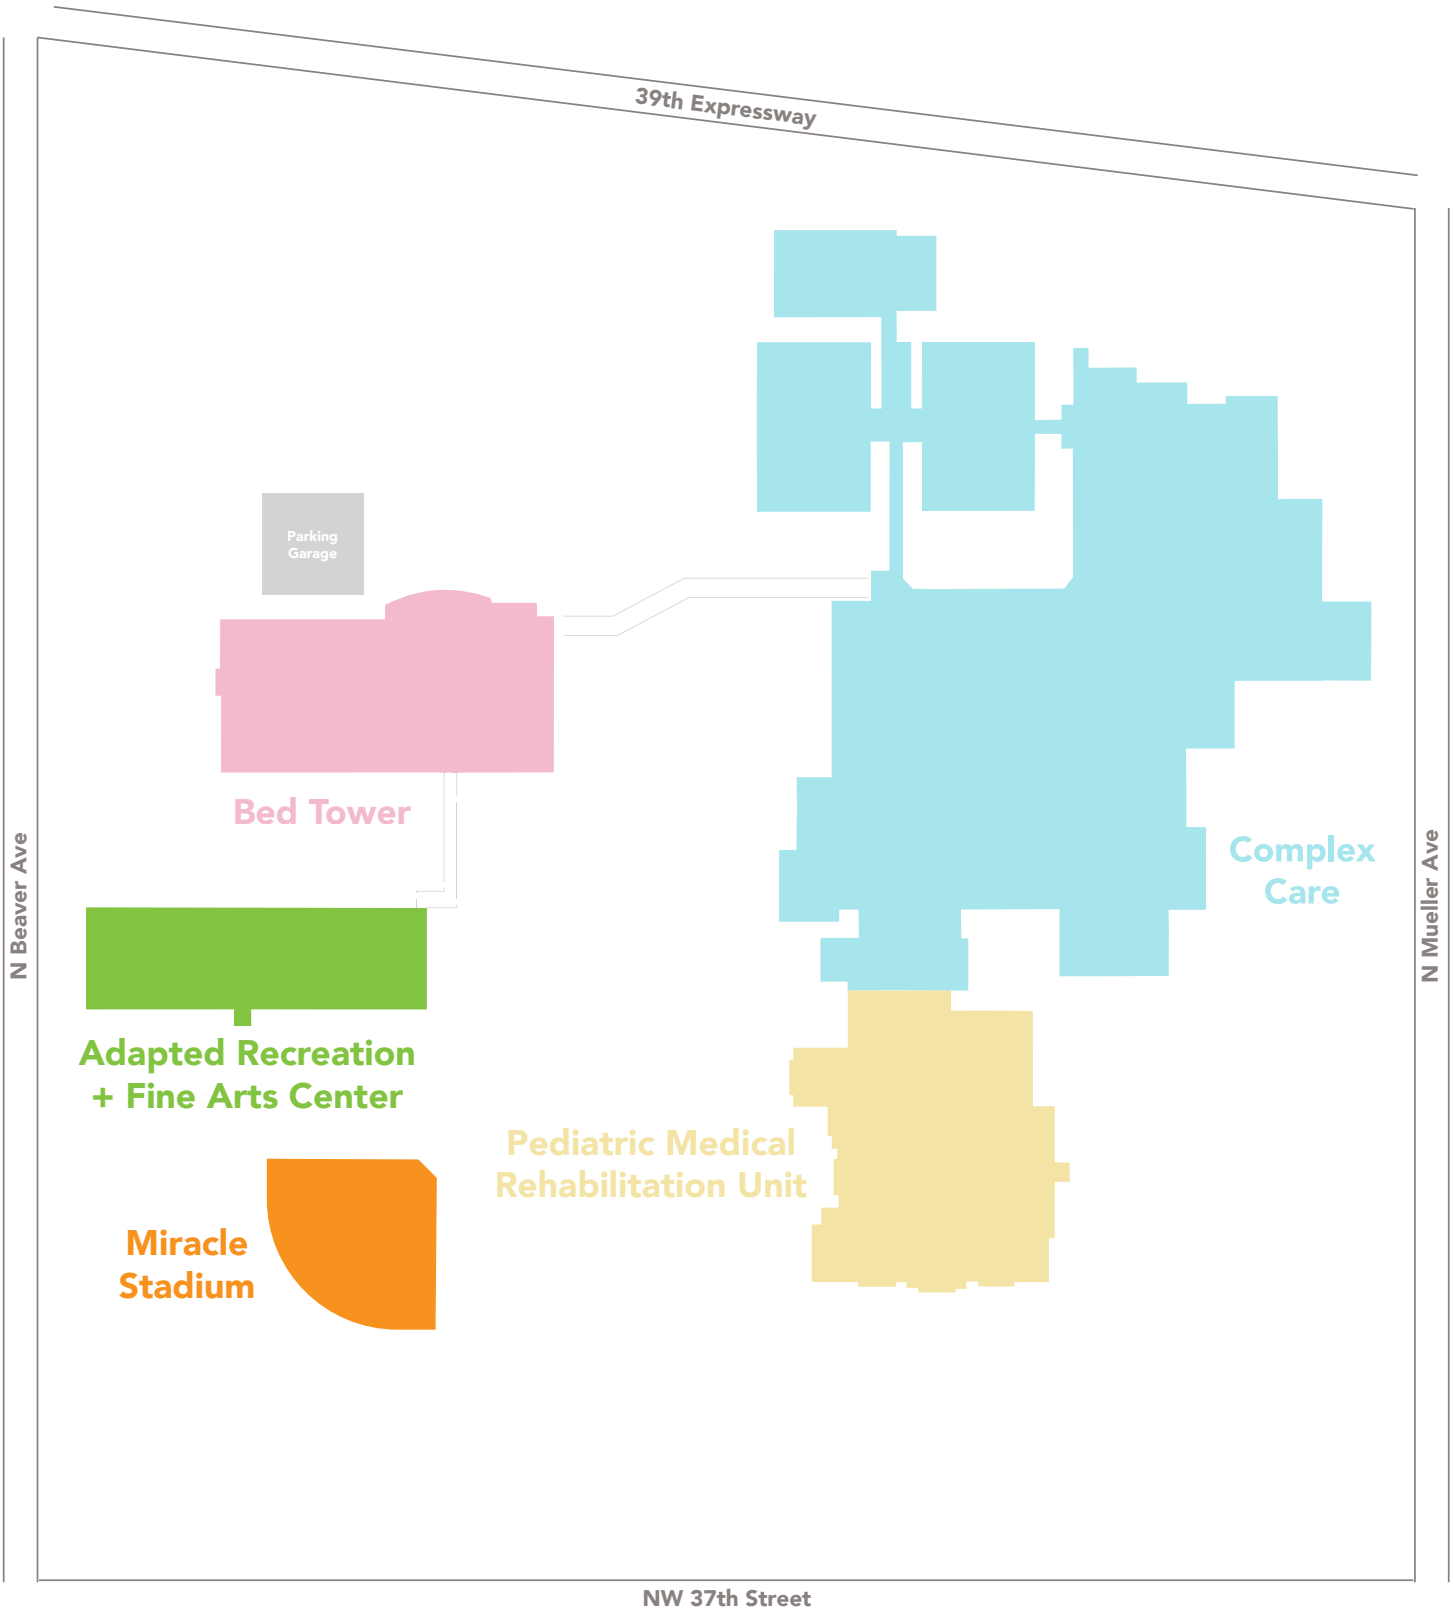 39th Expressway
Parking
Garage
Bed Tower
N Beaver Ave
Complex
Care
N Mueller Ave
Adapted Recreation
+ Fine Arts Center
Pediatric Medical
Rehabilitation Unit
Miracle
Stadium
NW 37th Street